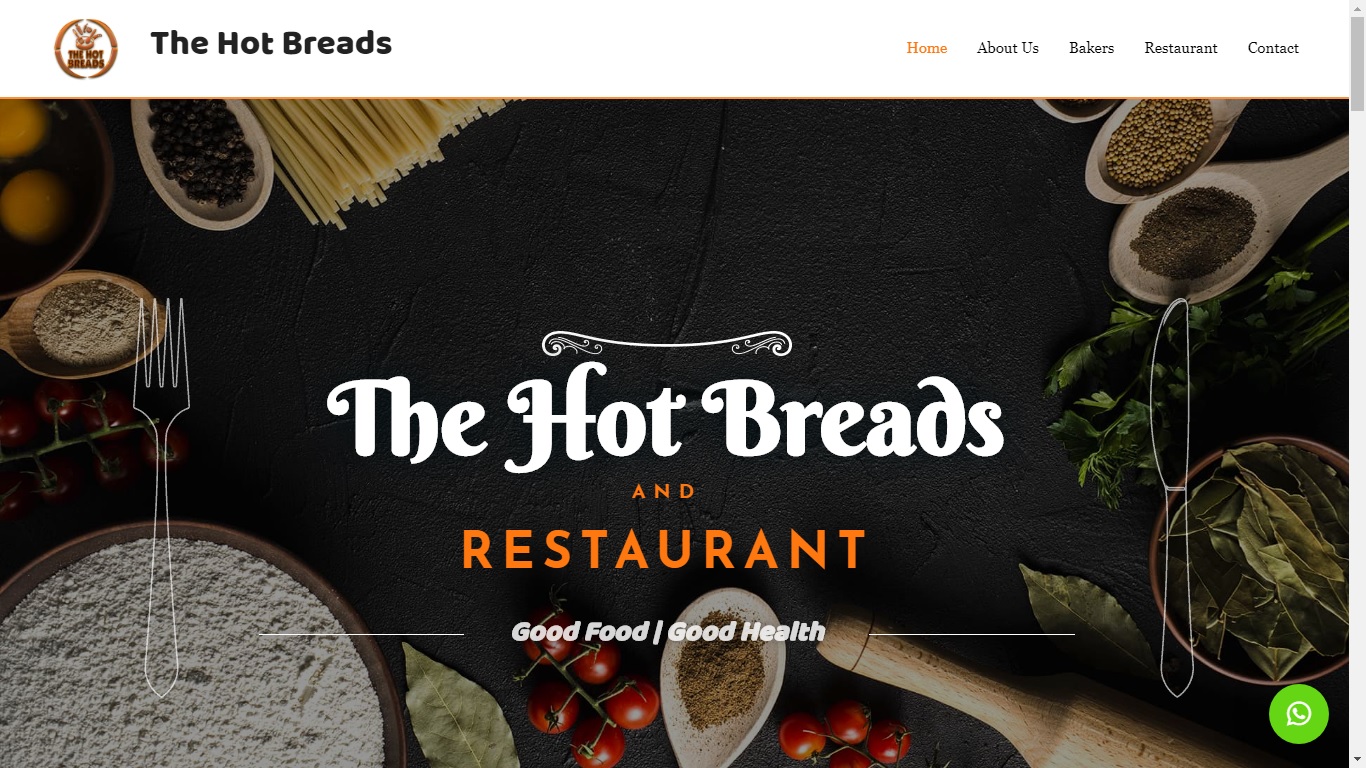 THE HOT
BREADS
The Hot Breads
Home
About Us
Bakers
Restaurant
Contact
The Hot Breads
AND
RESTAURANT
Good Food | Good Health